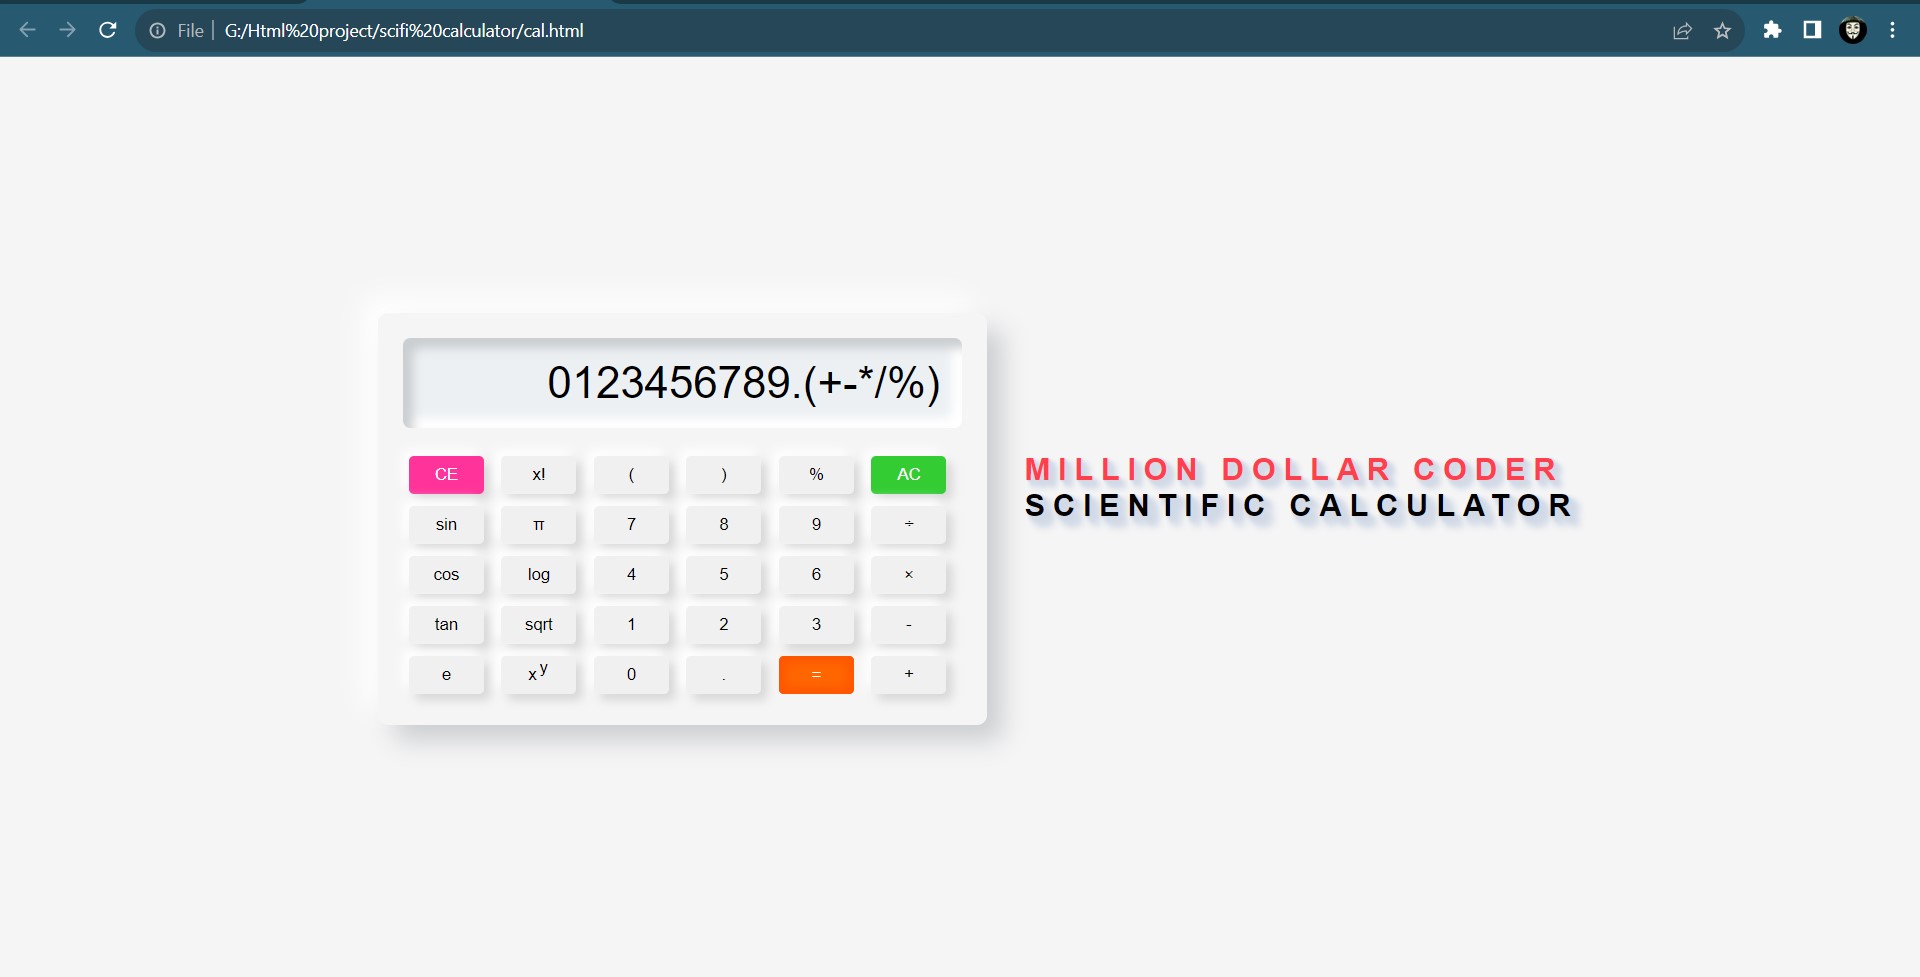 File G:/Html%20project/scifi%20calculator/cal.html
0123456789.(+-*/%)
CE x! ( ) % AC
sin π 7 8 9 ÷
cos log 4 5 6 ×
tan sqrt 1 2 3 -
e x y 0 . = +
MILLION DOLLAR CODER
SCIENTIFIC CALCULATOR